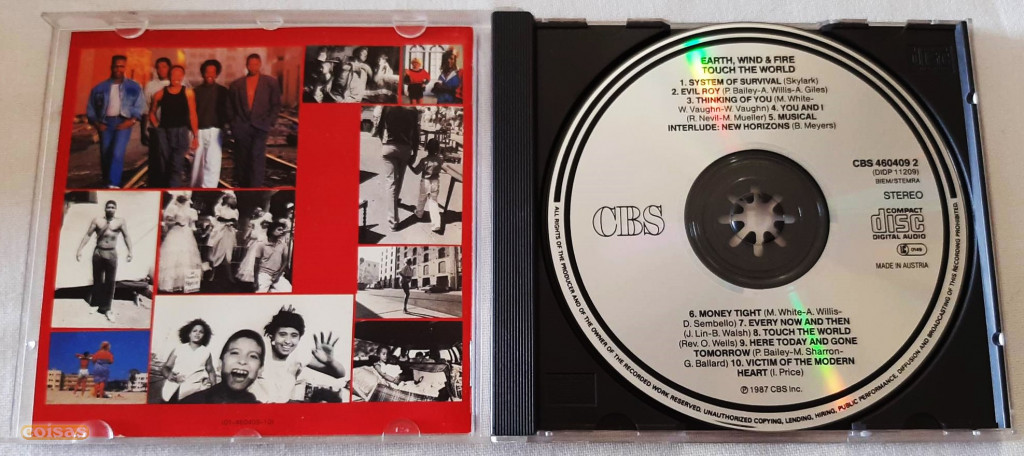 EARTH, WIND & FIRE
TOUCH THE WORLD
1. SYSTEM OF SURVIVAL (Skylark)
2. EVIL ROY (P. Bailey-A. Willis-A. Giles)
3. THINKING OF YOU (M. White-
W. Vaughn-W. Vaughn) 4. YOU AND I
(R. Nevil-M. Mueller) 5. MUSICAL
INTERLUDE: NEW HORIZONS (B. Meyers)
CBS 460409 2
(DIDP 11209)
BIEM/STEMRA
STEREO
CBS
COMPACT
disc
DIGITAL AUDIO
MADE IN AUSTRIA
6. MONEY TIGHT (M. White-A. Willis-
D. Sembello) 7. EVERY NOW AND THEN
(J. Lin-B. Walsh) 8. TOUCH THE WORLD
(Rev. O. Wells) 9. HERE TODAY AND GONE
TOMORROW (P. Bailey-M. Sharron-
G. Ballard) 10. VICTIM OF THE MODERN
HEART (I. Price)
Ⓟ 1987 CBS Inc.
ALL RIGHTS OF THE PRODUCER AND OF THE OWNER OF THE RECORDED WORK RESERVED. UNAUTHORIZED COPYING, LENDING, HIRING, PUBLIC PERFORMANCE, DIFFUSION AND BROADCASTING OF THIS RECORDING PROHIBITED.
coisas